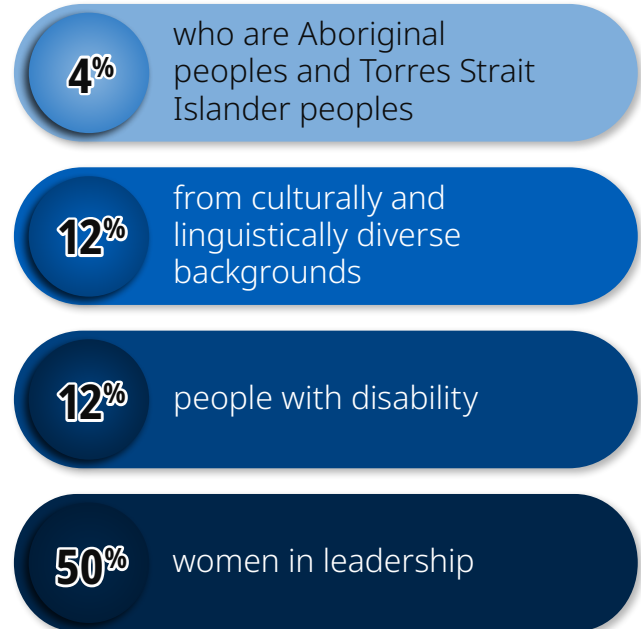 4%
who are Aboriginal
peoples and Torres Strait
Islander peoples
12%
from culturally and
linguistically diverse
backgrounds
12%
people with disability
50%
women in leadership